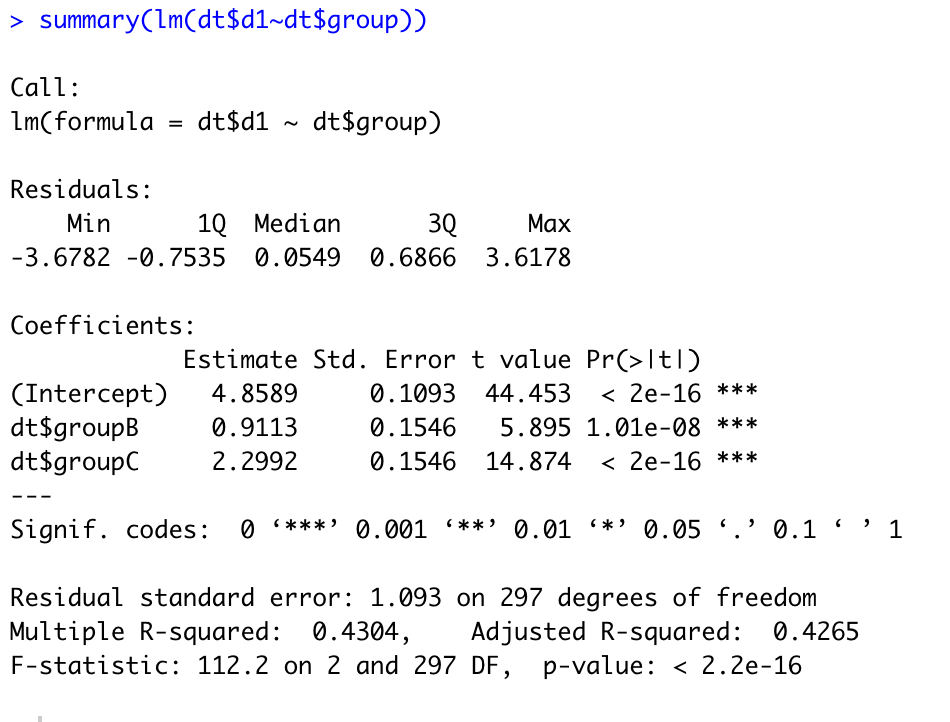 > summary(lm(dt$d1~dt$group))
Call:
lm(formula = dt$d1 ~ dt$group)
Residuals:
    Min      1Q  Median      3Q     Max
-3.6782 -0.7535  0.0549  0.6866  3.6178
Coefficients:
            Estimate Std. Error t value Pr(>|t|)
(Intercept)   4.8589     0.1093  44.453  < 2e-16 ***
dt$groupB     0.9113     0.1546   5.895 1.01e-08 ***
dt$groupC     2.2992     0.1546  14.874  < 2e-16 ***
---
Signif. codes:  0 ‘***’ 0.001 ‘**’ 0.01 ‘*’ 0.05 ‘.’ 0.1 ‘ ’ 1
Residual standard error: 1.093 on 297 degrees of freedom
Multiple R-squared:  0.4304,    Adjusted R-squared:  0.4265
F-statistic: 112.2 on 2 and 297 DF,  p-value: < 2.2e-16